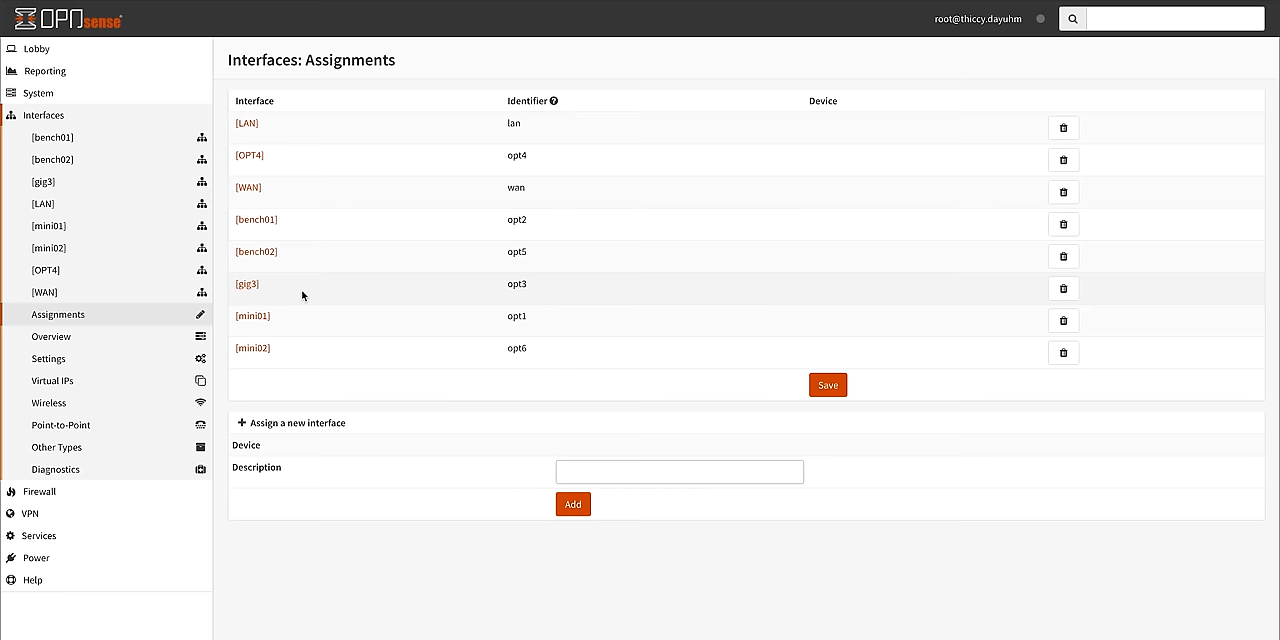 OPNsense
root@thiccy.dayuhm
Lobby
Reporting
System
Interfaces
[bench01]
[bench02]
[gig3]
[LAN]
[mini01]
[mini02]
[OPT4]
[WAN]
Assignments
Overview
Settings
Virtual IPs
Wireless
Point-to-Point
Other Types
Diagnostics
Firewall
VPN
Services
Power
Help
Interfaces: Assignments
Interface Identifier Device
[LAN] lan
[OPT4] opt4
[WAN] wan
[bench01] opt2
[bench02] opt5
[gig3] opt3
[mini01] opt1
[mini02] opt6
Save
Assign a new interface
Device
Description
Add